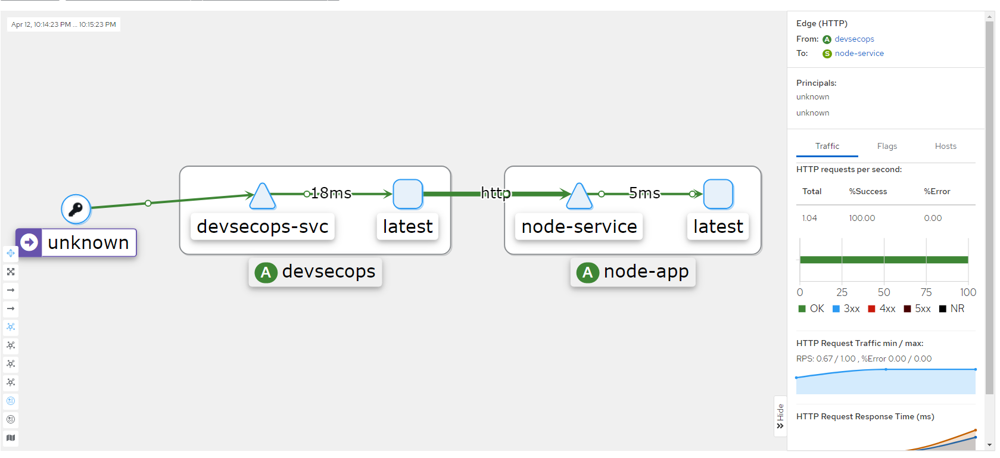 Apr 12, 10:14:23 PM ... 10:15:23 PM
unknown
18ms
devsecops-svc
latest
A devsecops
http
5ms
node-service
latest
A node-app
Hide
Edge (HTTP)
From: A devsecops
To: S node-service
Principals:
unknown
unknown
Traffic Flags Hosts
HTTP requests per second:
Total %Success %Error
1.04 100.00 0.00
0 25 50 75 100
OK 3xx 4xx 5xx NR
HTTP Request Traffic min / max:
RPS: 0.67 / 1.00 , %Error 0.00 / 0.00
HTTP Request Response Time (ms)